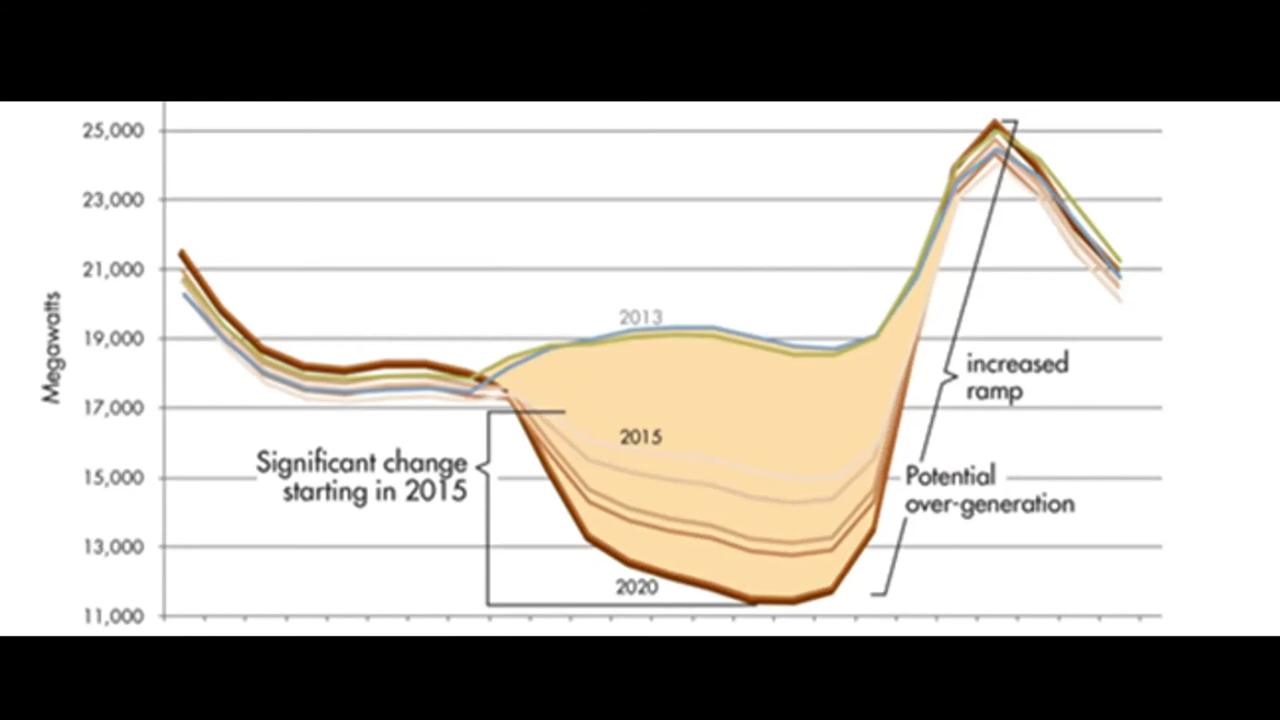 25,000
23,000
21,000
19,000
17,000
15,000
13,000
11,000
Megawatts
2013
2015
2020
Significant change
starting in 2015
increased
ramp
Potential
over-generation